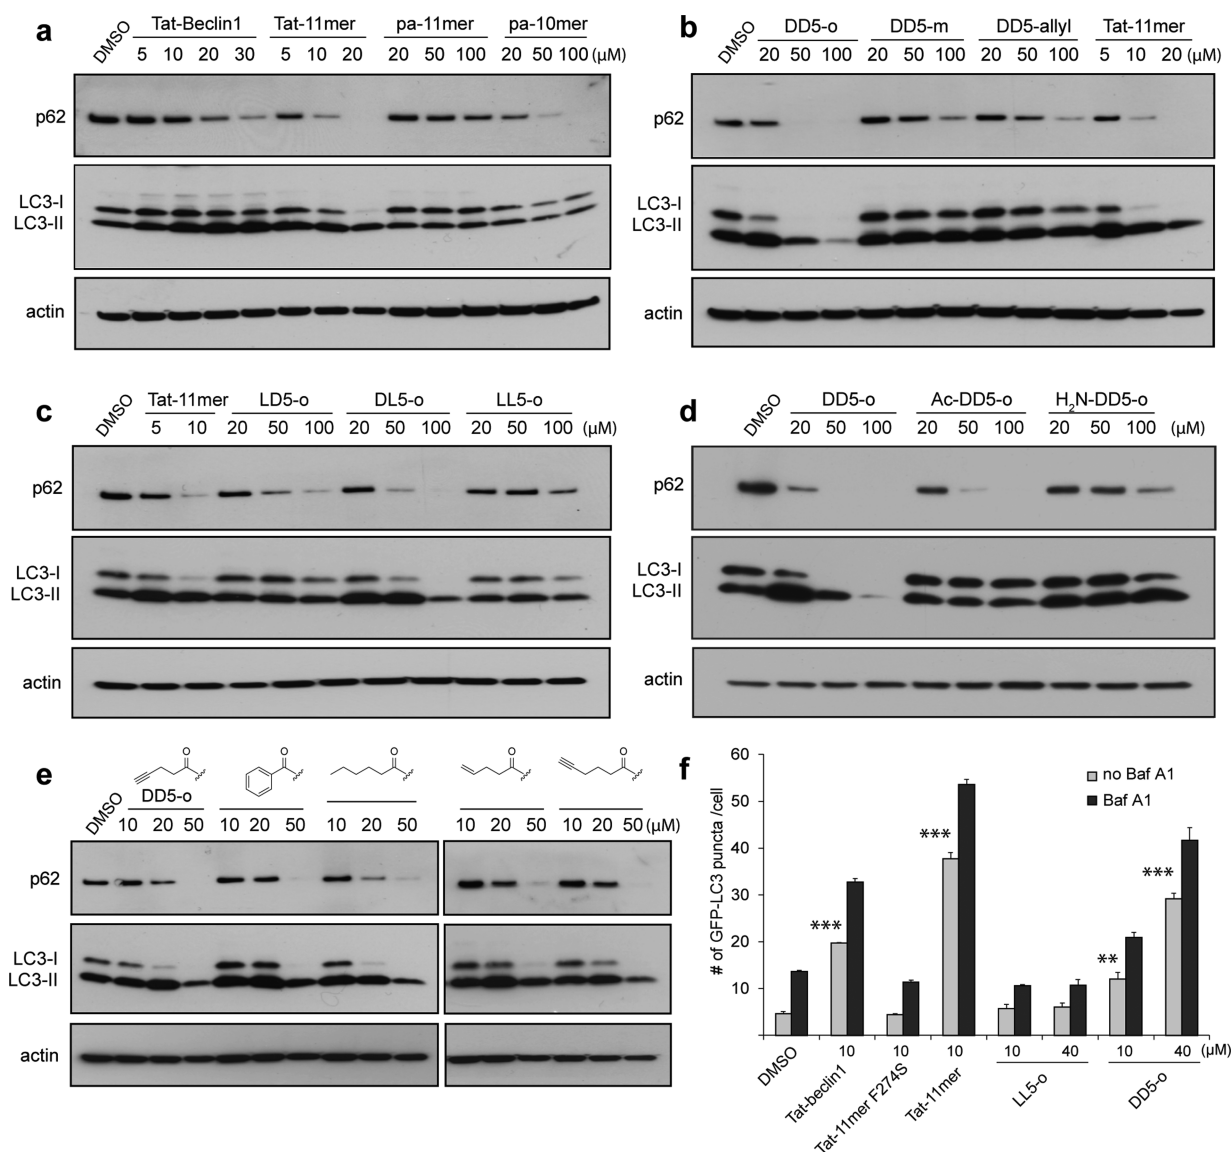 a
DMSO
Tat-Beclin1 Tat-11mer pa-11mer pa-10mer
5 10 20 30 5 10 20 20 50 100 20 50 100 (μM)
p62
LC3-I
LC3-II
actin
b
DMSO
DD5-o DD5-m DD5-allyl Tat-11mer
20 50 100 20 50 100 20 50 100 5 10 20 (μM)
p62
LC3-I
LC3-II
actin
c
DMSO
Tat-11mer LD5-o DL5-o LL5-o
5 10 20 50 100 20 50 100 20 50 100 (μM)
p62
LC3-I
LC3-II
actin
d
DMSO
DD5-o Ac-DD5-o H2N-DD5-o
20 50 100 20 50 100 20 50 100 (μM)
p62
LC3-I
LC3-II
actin
e
O O O O O
DMSO
DD5-o
10 20 50 10 20 50 10 20 50 10 20 50 10 20 50 (μM)
p62
LC3-I
LC3-II
actin
f
# of GFP-LC3 puncta /cell
60
50
40
30
20
10
no Baf A1
Baf A1
*** *** ** ***
10 10 10 10 40 10 40 (μM)
DMSO
Tat-beclin1
Tat-11mer F274S
Tat-11mer
LL5-o
DD5-o